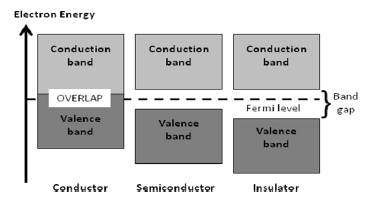 Electron Energy
Conduction
band
Conduction
band
Conduction
band
OVERLAP
Valence
band
Valence
band
Fermi level
Valence
band
Band
gap
Conductor
Semiconductor
Insulator